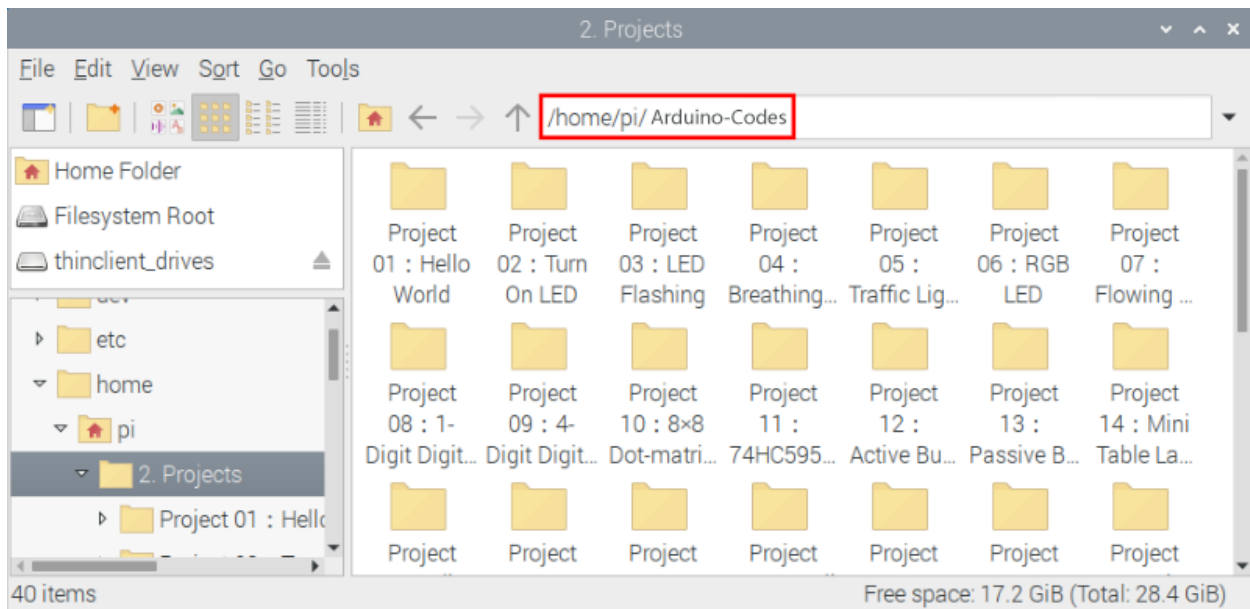 2. Projects
File Edit View Sort Go Tools
/home/pi/ Arduino-Codes
Home Folder
Filesystem Root
thinclient_drives
dev
etc
home
pi
2. Projects
Project 01：Hello
Project
01：Hello
World
Project
02：Turn
On LED
Project
03：LED
Flashing
Project
04：
Breathing...
Project
05：
Traffic Lig...
Project
06：RGB
LED
Project
07：
Flowing ...
Project
08：1-
Digit Digit...
Project
09：4-
Digit Digit...
Project
10：8×8
Dot-matri...
Project
11：
74HC595...
Project
12：
Active Bu...
Project
13：
Passive B...
Project
14：Mini
Table La...
Project
Project
Project
Project
Project
Project
Project
40 items
Free space: 17.2 GiB (Total: 28.4 GiB)